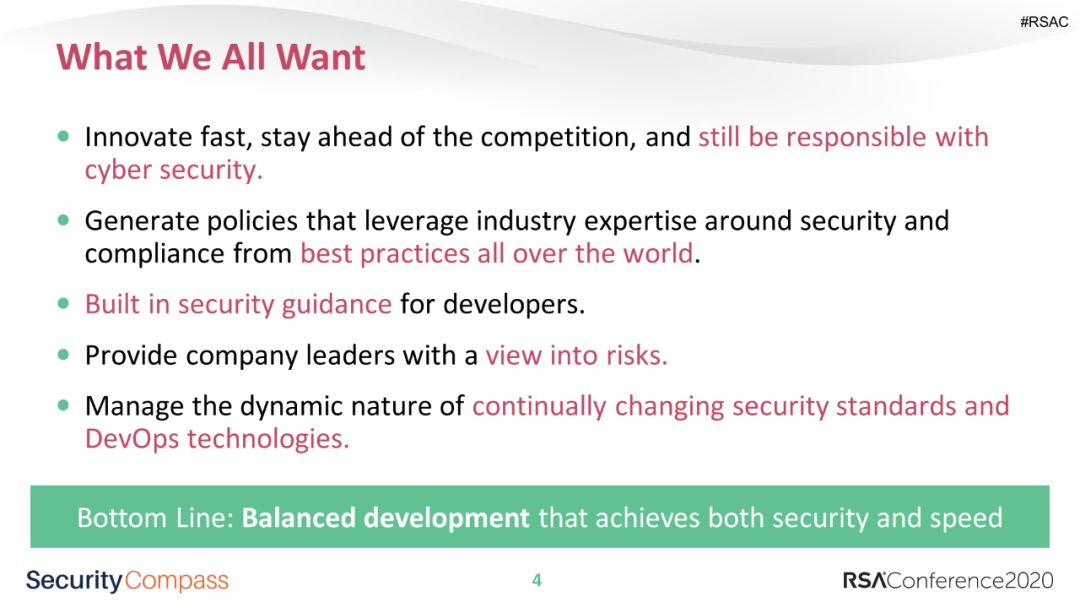 #RSAC
What We All Want
• Innovate fast, stay ahead of the competition, and still be responsible with
cyber security.
• Generate policies that leverage industry expertise around security and
compliance from best practices all over the world.
• Built in security guidance for developers.
• Provide company leaders with a view into risks.
• Manage the dynamic nature of continually changing security standards and
DevOps technologies.
Bottom Line: Balanced development that achieves both security and speed
SecurityCompass
4
RSA®Conference2020